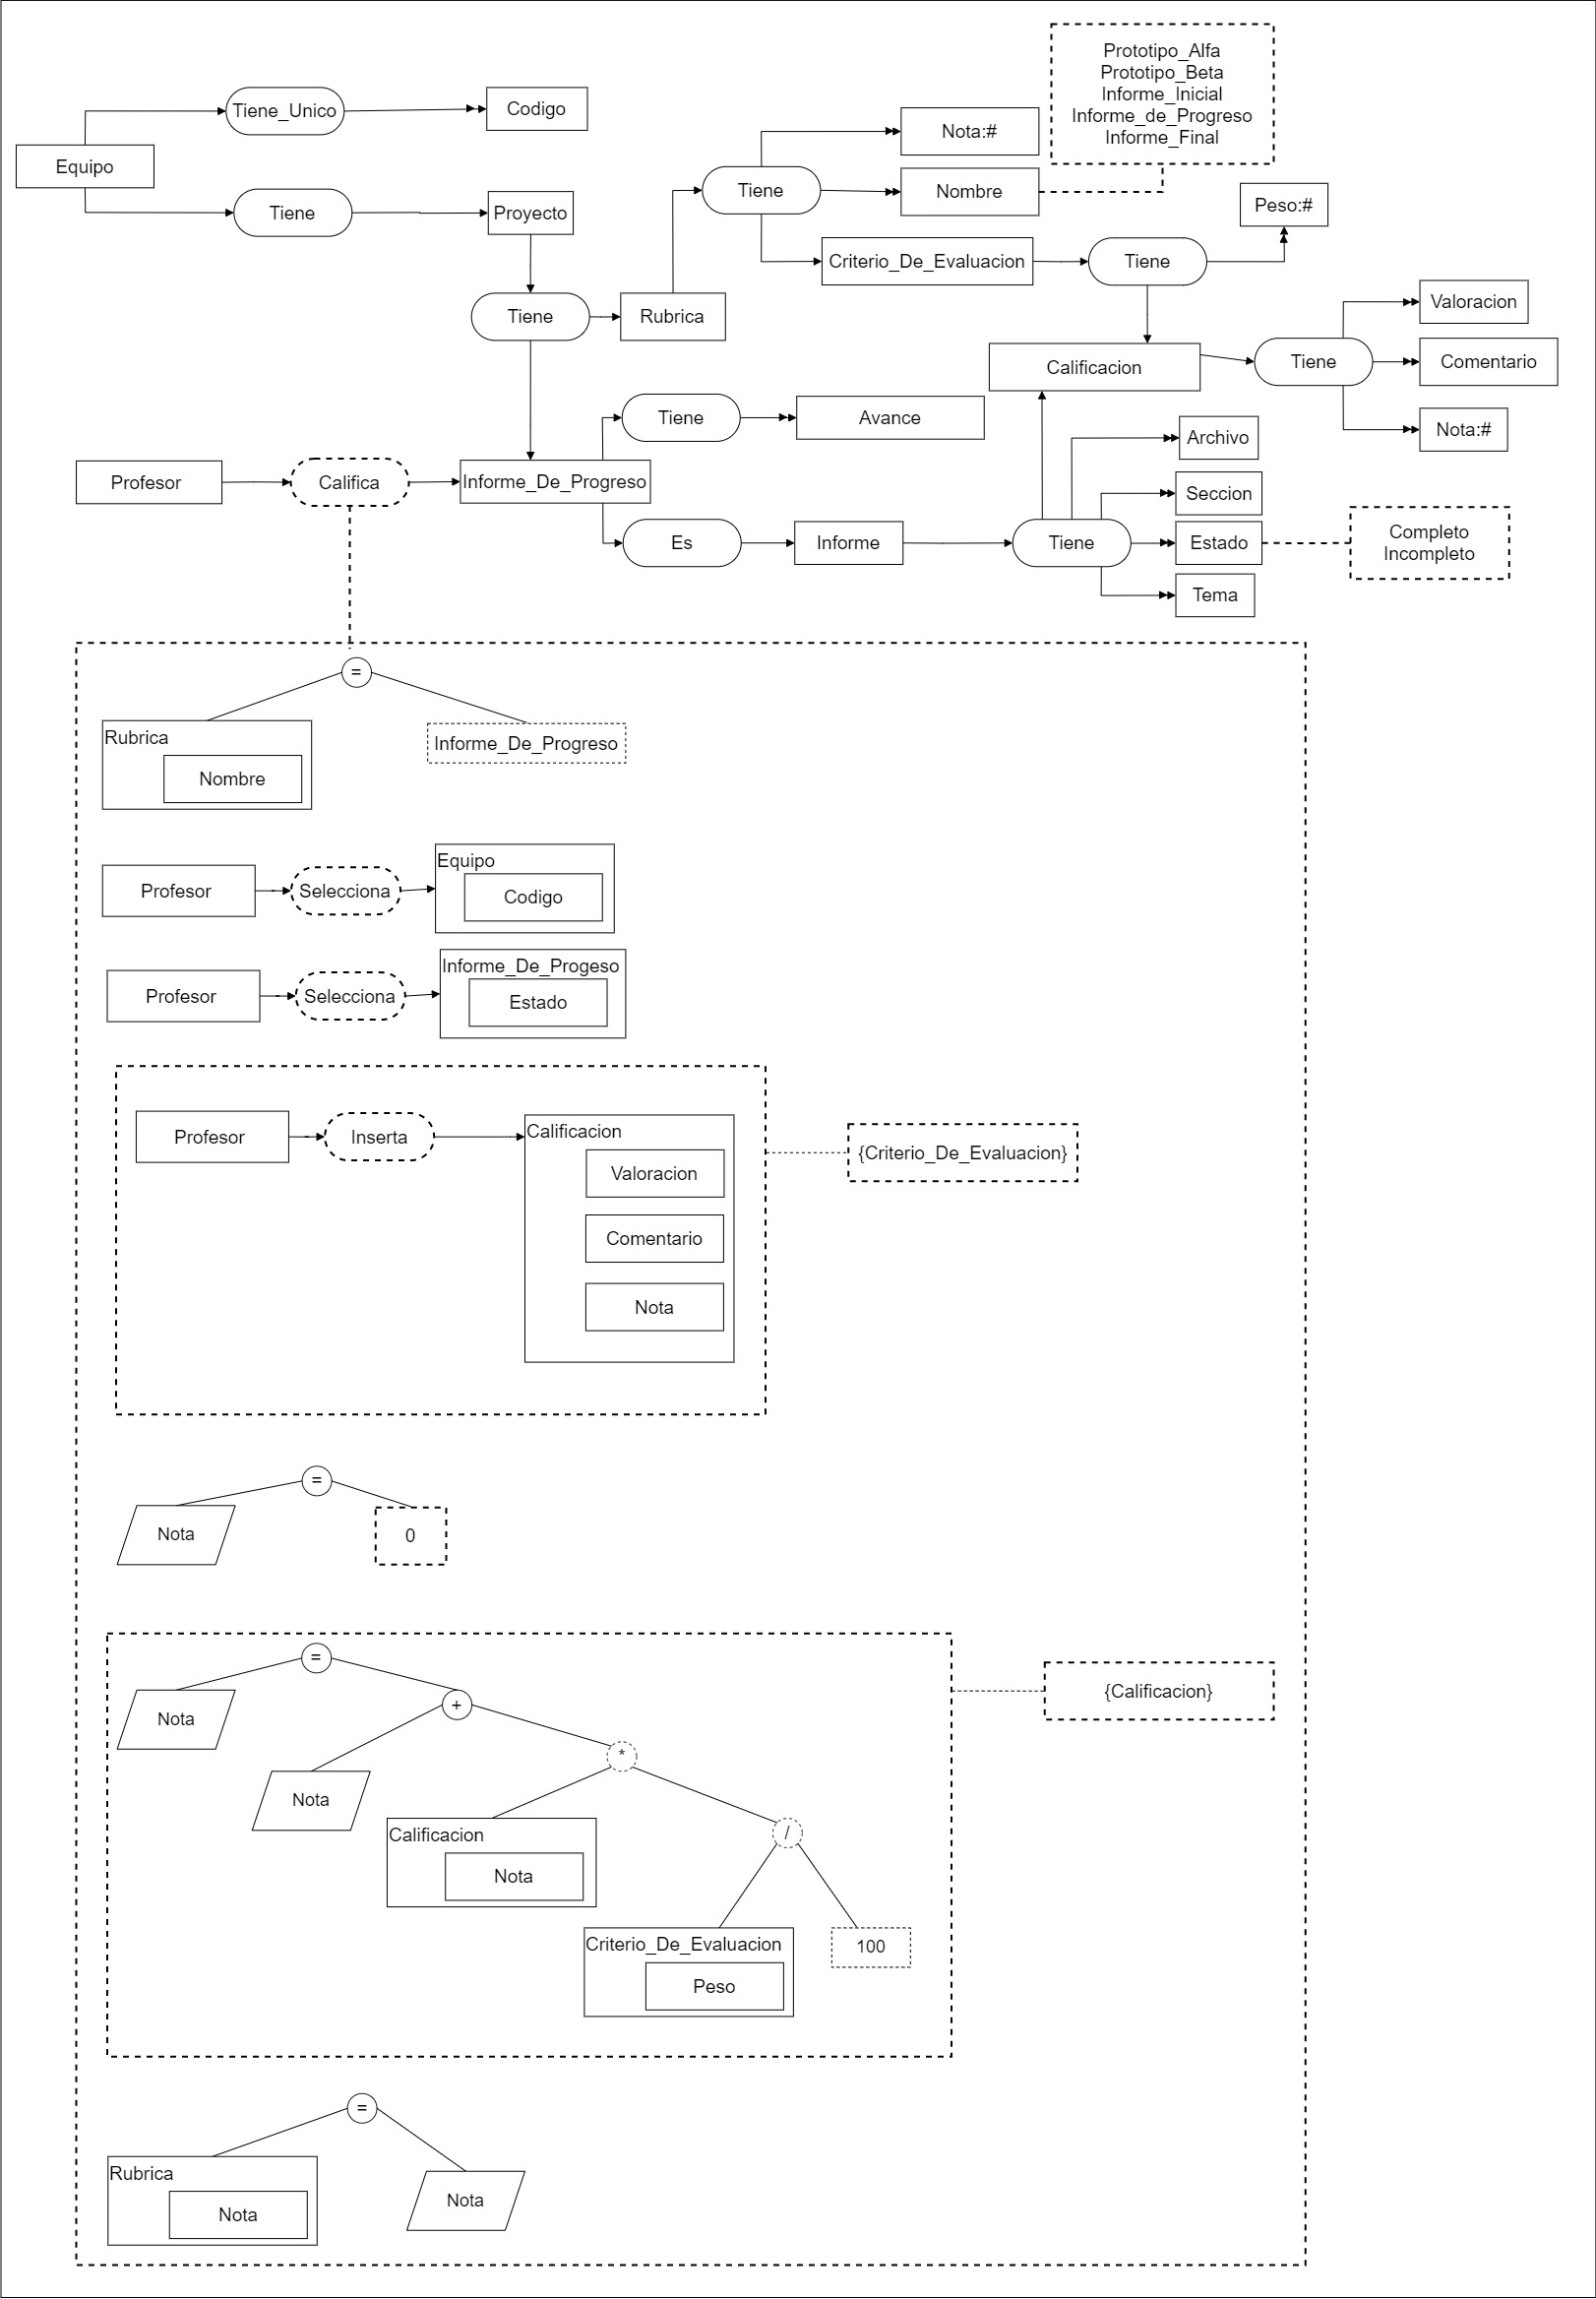 Prototipo_Alfa
Prototipo_Beta
Informe_Inicial
Informe_de_Progreso
Informe_Final
Tiene_Unico
Codigo
Nota:#
Equipo
Tiene
Nombre
Tiene
Proyecto
Peso:#
Criterio_De_Evaluacion
Tiene
Tiene
Rubrica
Valoracion
Calificacion
Tiene
Comentario
Tiene
Avance
Nota:#
Archivo
Profesor
Califica
Informe_De_Progreso
Seccion
Es
Informe
Tiene
Estado
Completo
Incompleto
Tema
=
Rubrica
Nombre
Informe_De_Progreso
Profesor
Selecciona
Equipo
Codigo
Profesor
Selecciona
Informe_De_Progeso
Estado
Profesor
Inserta
Calificacion
Valoracion
Comentario
Nota
{Criterio_De_Evaluacion}
=
Nota
0
=
Nota
+
{Calificacion}
*
Nota
Calificacion
Nota
/
Criterio_De_Evaluacion
Peso
100
=
Rubrica
Nota
Nota